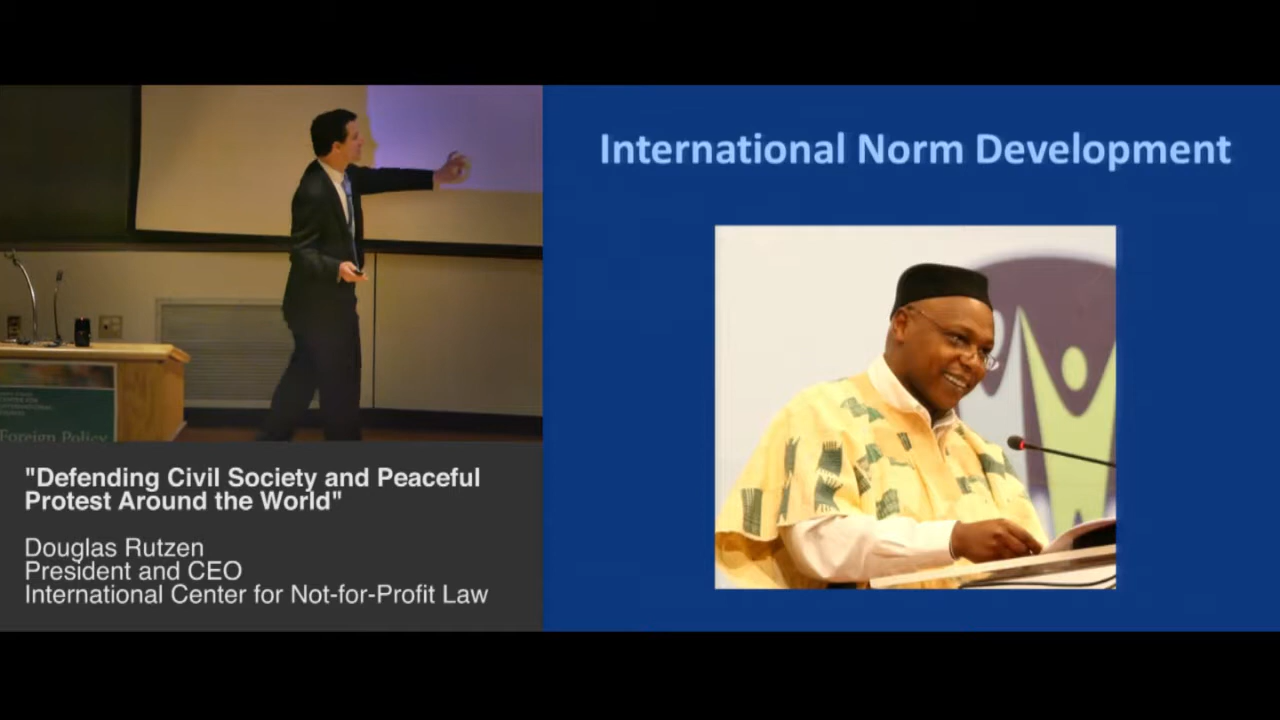 International Norm Development
Foreign Policy
"Defending Civil Society and Peaceful
Protest Around the World"
Douglas Rutzen
President and CEO
International Center for Not-for-Profit Law